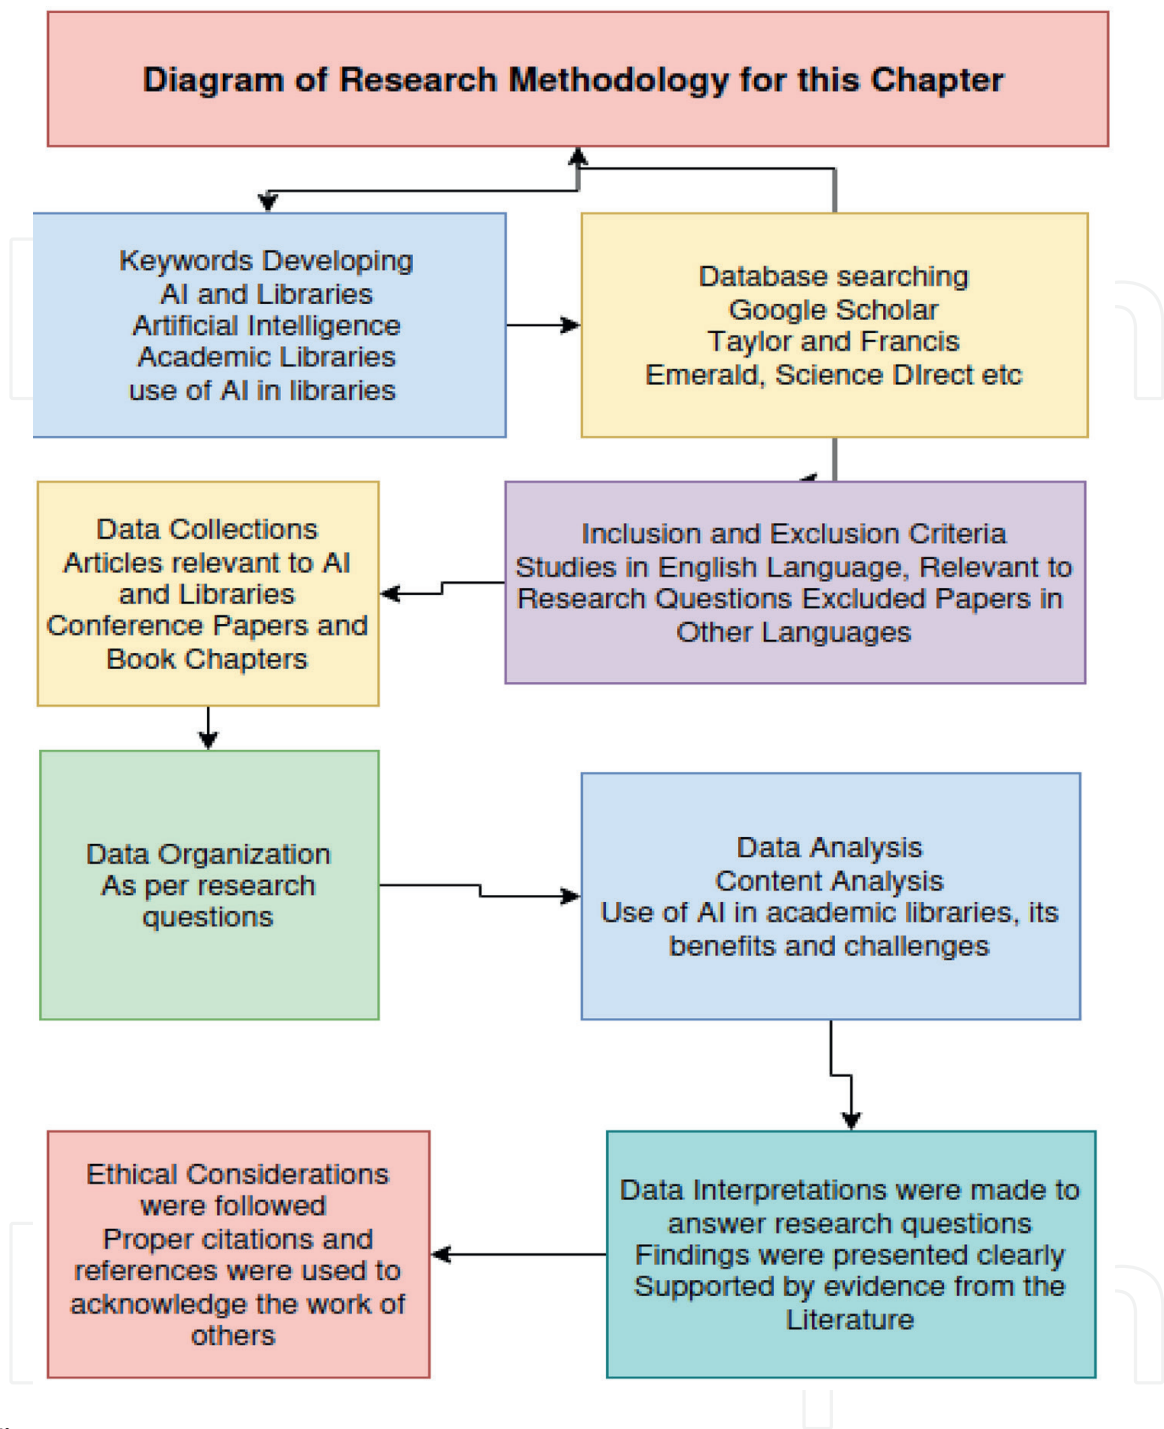 Diagram of Research Methodology for this Chapter
Keywords Developing
AI and Libraries
Artificial Intelligence
Academic Libraries
use of AI in libraries
Database searching
Google Scholar
Taylor and Francis
Emerald, Science DIrect etc
Data Collections
Articles relevant to AI
and Libraries
Conference Papers and
Book Chapters
Inclusion and Exclusion Criteria
Studies in English Language, Relevant to
Research Questions Excluded Papers in
Other Languages
Data Organization
As per research
questions
Data Analysis
Content Analysis
Use of AI in academic libraries, its
benefits and challenges
Ethical Considerations
were followed
Proper citations and
references were used to
acknowledge the work of
others
Data Interpretations were made to
answer research questions
Findings were presented clearly
Supported by evidence from the
Literature